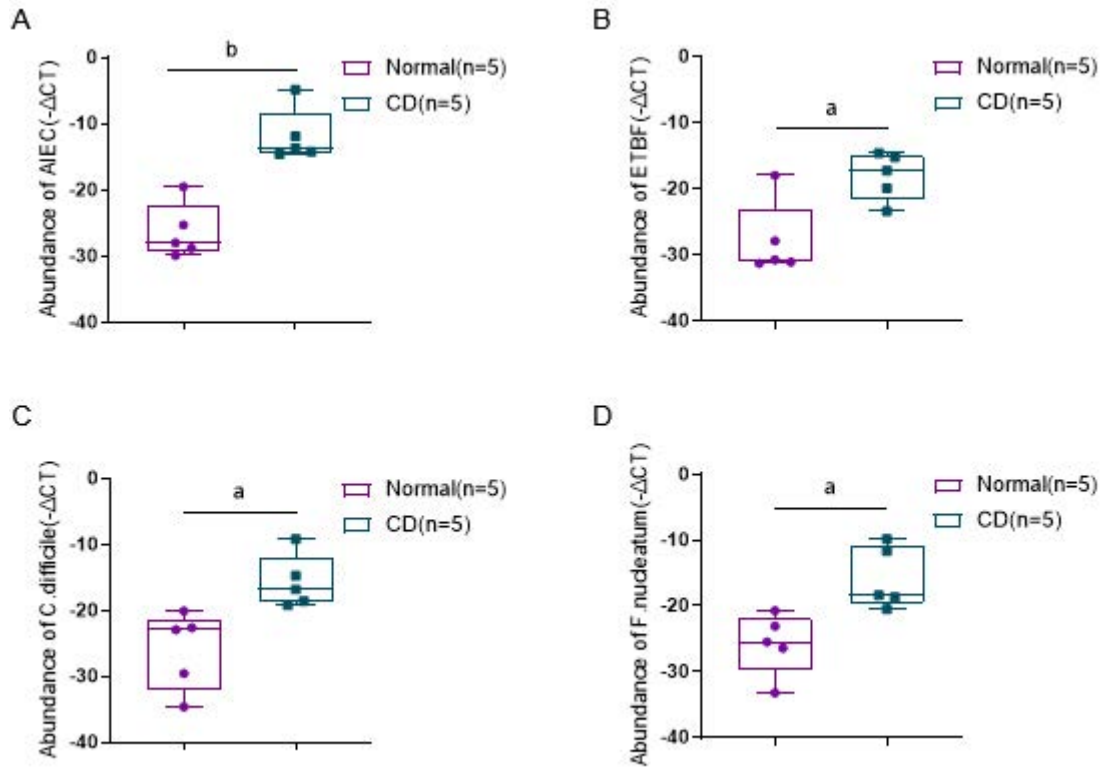 A
Abundance of AIEC(-ΔCT)
0
-10
-20
-30
-40
b
Normal(n=5)
CD(n=5)
B
Abundance of ETBF(-ΔCT)
0
-10
-20
-30
-40
a
Normal(n=5)
CD(n=5)
C
Abundance of C.difficile(-ΔCT)
0
-10
-20
-30
-40
a
Normal(n=5)
CD(n=5)
D
Abundance of F.nucleatum(-ΔCT)
0
-10
-20
-30
-40
a
Normal(n=5)
CD(n=5)